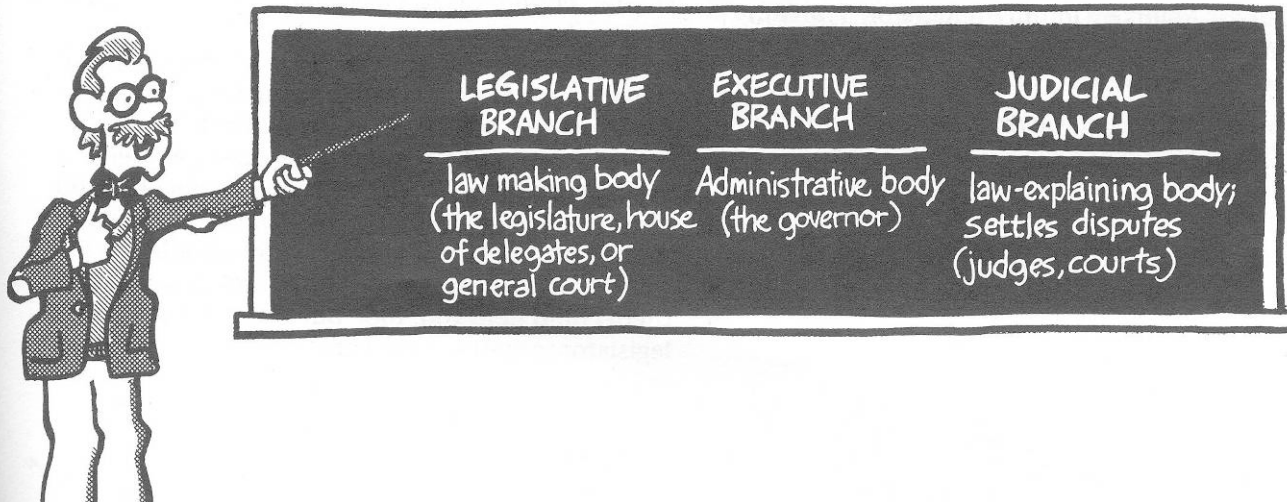 LEGISLATIVE
BRANCH
law making body
(the legislature, house
of delegates, or
general court)
EXECUTIVE
BRANCH
Administrative body
(the governor)
JUDICIAL
BRANCH
law-explaining body;
settles disputes
(judges, courts)